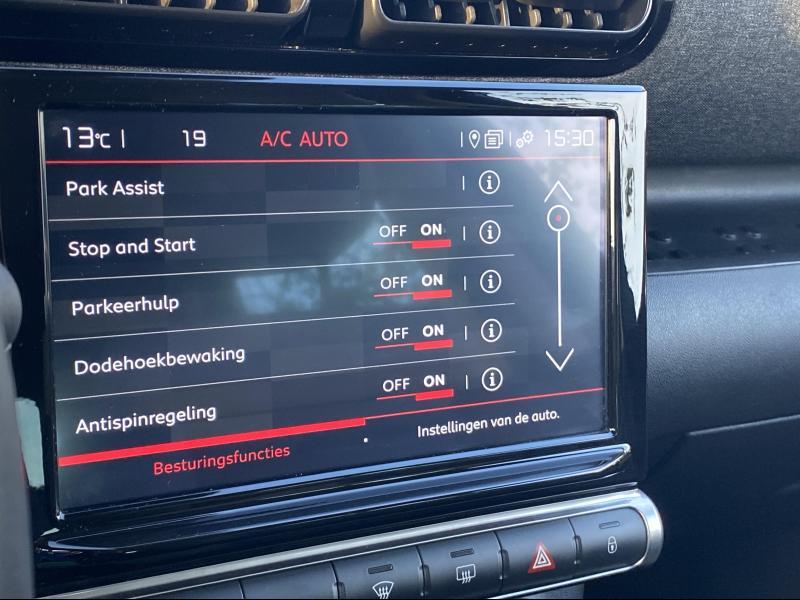 13°C | 19 A/C AUTO 15:30
Park Assist
Stop and Start OFF ON
Parkeerhulp OFF ON
Dodehoekbewaking OFF ON
Antispinregeling OFF ON
Besturingsfuncties Instellingen van de auto.